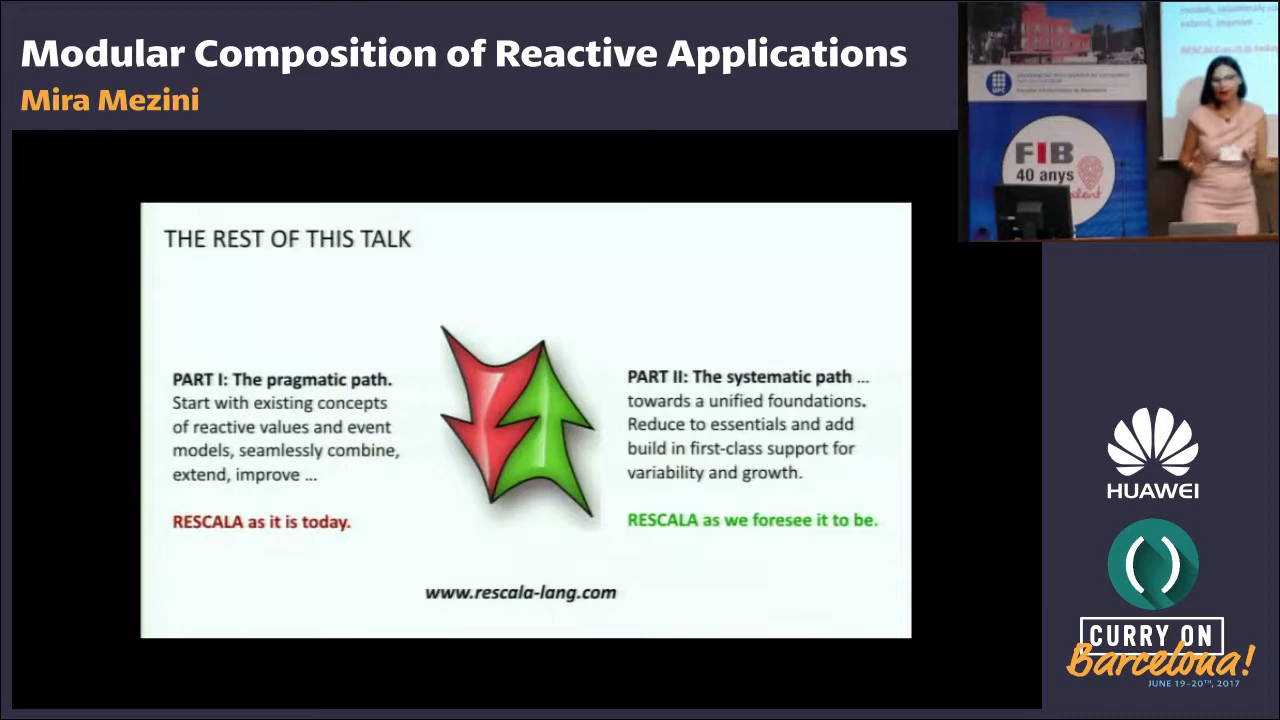 Modular Composition of Reactive Applications
Mira Mezini
extend, improve ...
FIB
40 anys
UPC
THE REST OF THIS TALK
PART I: The pragmatic path.
Start with existing concepts
of reactive values and event
models, seamlessly combine,
extend, improve ...
RESCALA as it is today.
PART II: The systematic path ...
towards a unified foundations.
Reduce to essentials and add
build in first-class support for
variability and growth.
RESCALA as we foresee it to be.
www.rescala-lang.com
HUAWEI
( )
CURRY ON
Barcelona!
JUNE 19-20TH, 2017